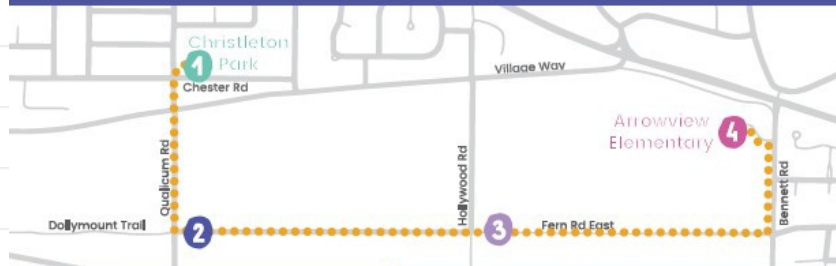 Christleton
Park
1
Chester Rd
Village Way
Arrowview
Elementary
4
Qualicum Rd
Hollywood Rd
Bennett Rd
Dollymount Trail
2
3
Fern Rd East